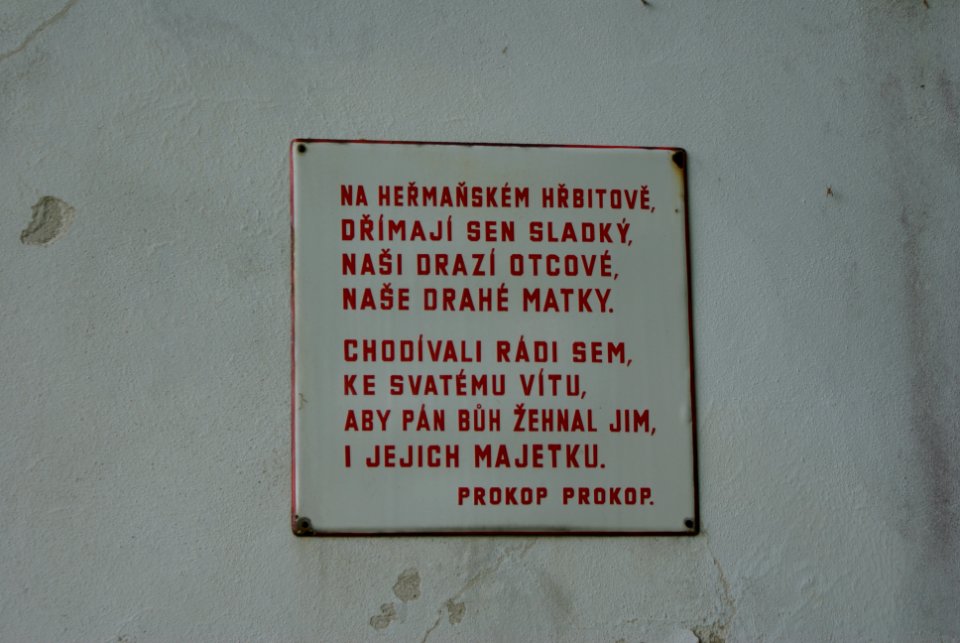 NA HEŘMAŇSKÉM HŘBITOVĚ,
DŘÍMAJÍ SEN SLADKÝ,
NAŠI DRAZÍ OTCOVÉ,
NAŠE DRAHÉ MATKY.
CHODÍVALI RÁDI SEM,
KE SVATÉMU VÍTU,
ABY PÁN BŮH ŽEHNAL JIM,
I JEJICH MAJETKU.
PROKOP PROKOP.